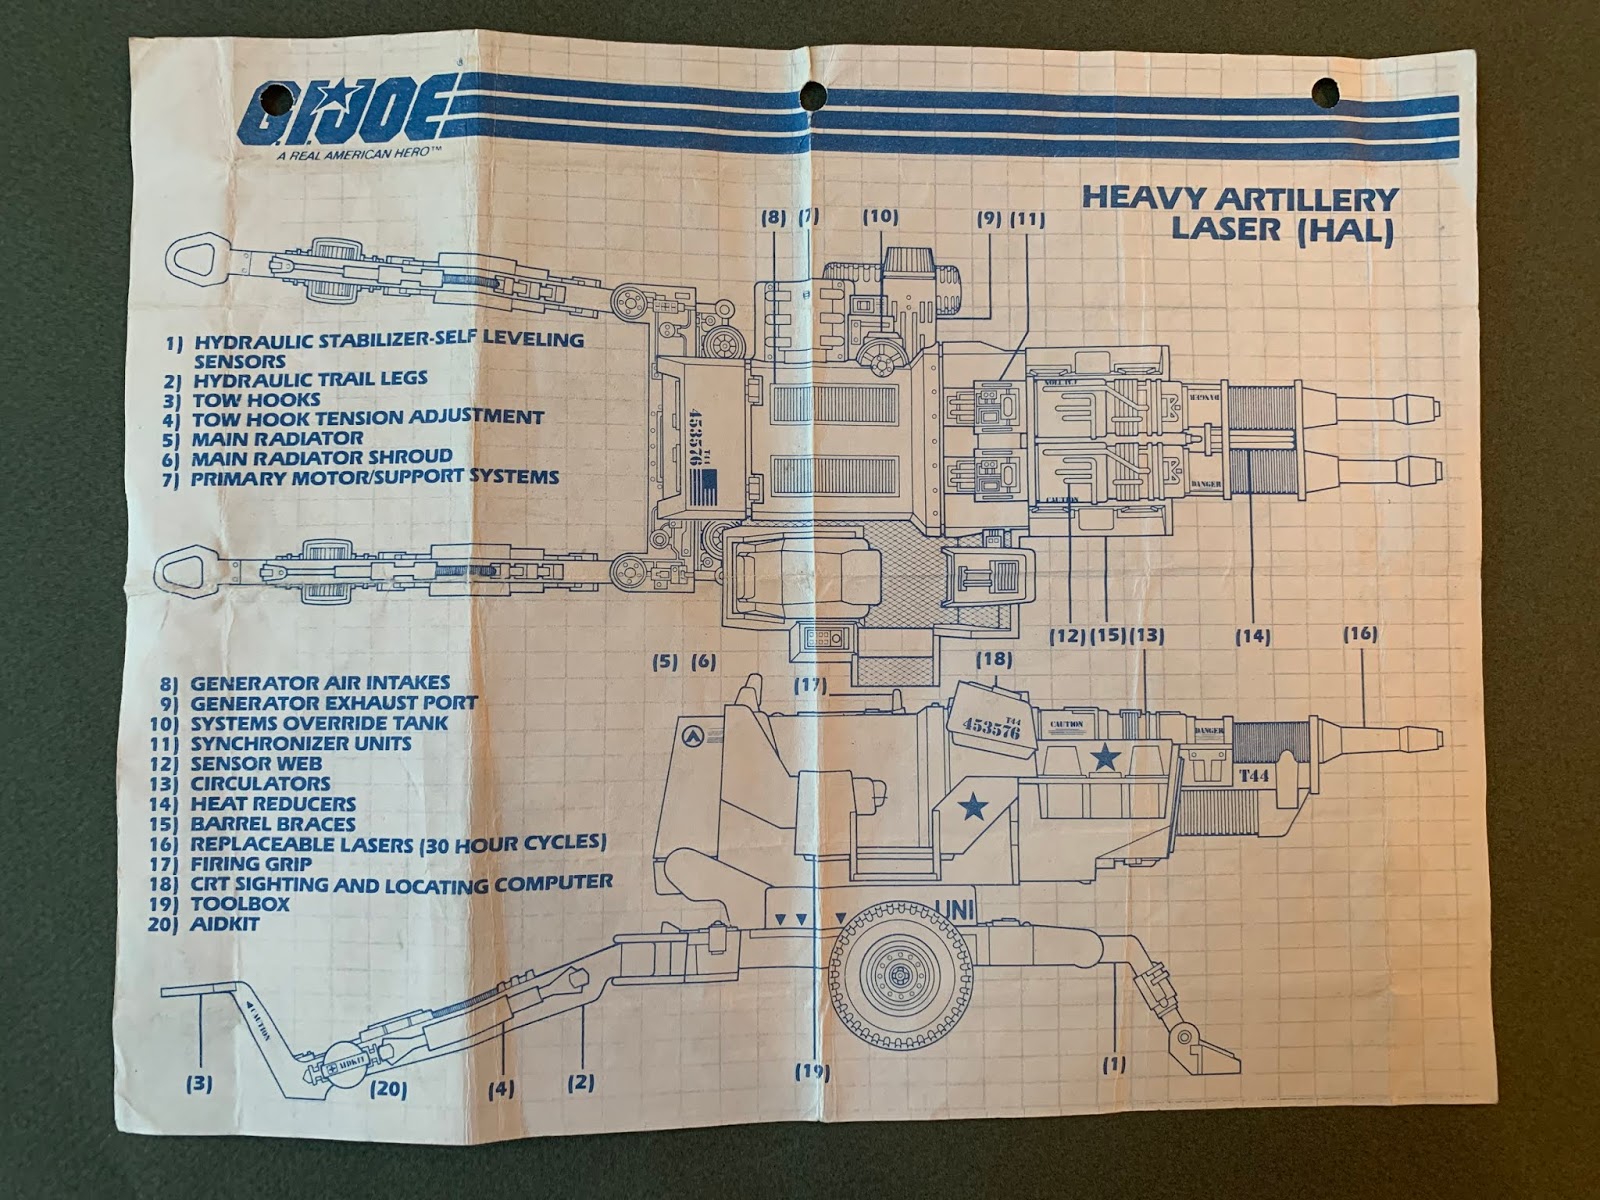 G.I. JOE
®
A REAL AMERICAN HERO™
HEAVY ARTILLERY
LASER (HAL)
(8) (7) (10) (9) (11)
1) HYDRAULIC STABILIZER-SELF LEVELING
SENSORS
2) HYDRAULIC TRAIL LEGS
3) TOW HOOKS
4) TOW HOOK TENSION ADJUSTMENT
5) MAIN RADIATOR
6) MAIN RADIATOR SHROUD
7) PRIMARY MOTOR/SUPPORT SYSTEMS
453576
T44
DANGER
CAUTION
DANGER
(12) (15) (13) (14) (16)
(5) (6) (17) (18)
8) GENERATOR AIR INTAKES
9) GENERATOR EXHAUST PORT
10) SYSTEMS OVERRIDE TANK
11) SYNCHRONIZER UNITS
12) SENSOR WEB
13) CIRCULATORS
14) HEAT REDUCERS
15) BARREL BRACES
16) REPLACEABLE LASERS (30 HOUR CYCLES)
17) FIRING GRIP
18) CRT SIGHTING AND LOCATING COMPUTER
19) TOOLBOX
20) AIDKIT
T44
453576
CAUTION
DANGER
T44
UNI
CAUTION
AIDKIT
(3) (20) (4) (2) (19) (1)